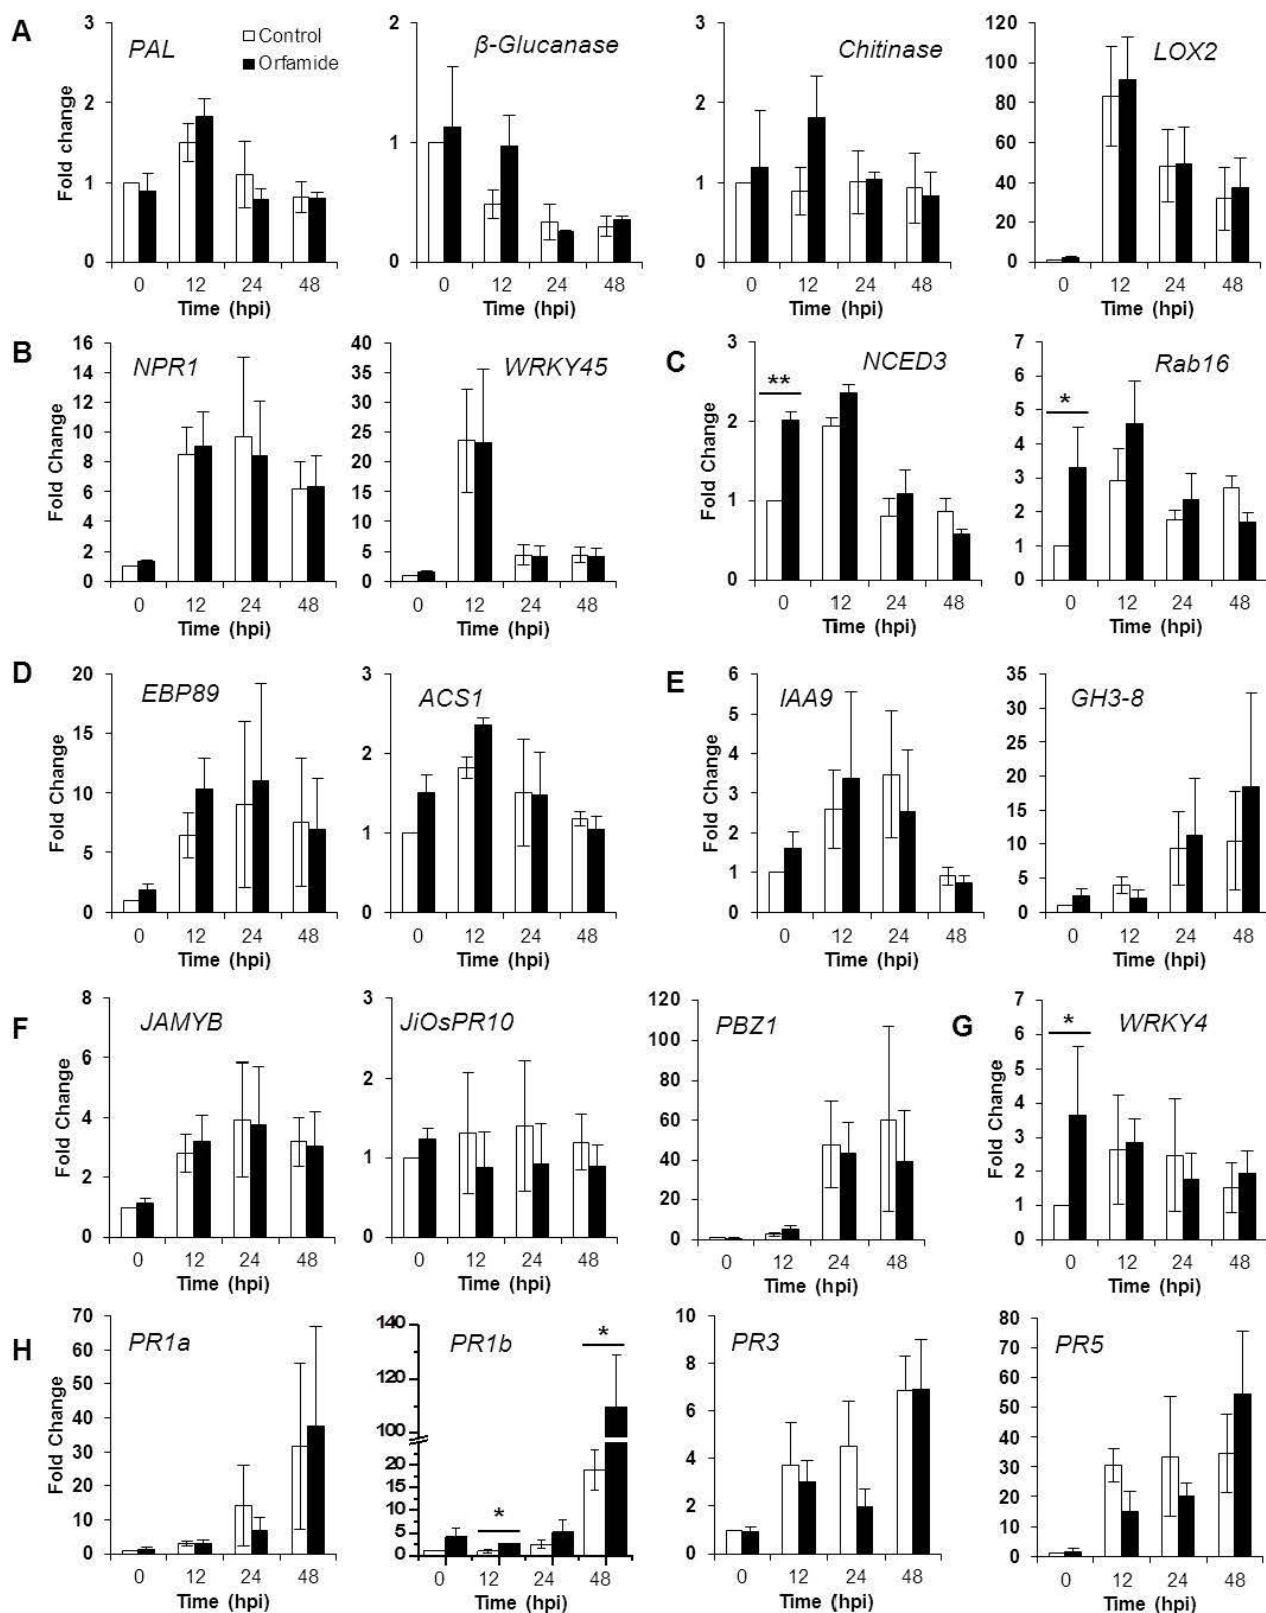 A
PAL
Control
Orfamide
Fold change
3
2
1
0
0 12 24 48
Time (hpi)
β-Glucanase
2
1
0
0 12 24 48
Time (hpi)
Chitinase
3
2
1
0
0 12 24 48
Time (hpi)
LOX2
120
100
80
60
40
20
0
0 12 24 48
Time (hpi)
B
NPR1
Fold Change
16
14
12
10
8
6
4
2
0
0 12 24 48
Time (hpi)
WRKY45
40
35
30
25
20
15
10
5
0
0 12 24 48
Time (hpi)
C
NCED3
**
Fold Change
3
2
1
0
0 12 24 48
Time (hpi)
Rab16
*
7
6
5
4
3
2
1
0
0 12 24 48
Time (hpi)
D
EBP89
Fold Change
20
15
10
5
0
0 12 24 48
Time (hpi)
ACS1
3
2
1
0
0 12 24 48
Time (hpi)
E
IAA9
Fold Change
6
5
4
3
2
1
0
0 12 24 48
Time (hpi)
GH3-8
35
30
25
20
15
10
5
0
0 12 24 48
Time (hpi)
F
JAMYB
Fold Change
8
6
4
2
0
0 12 24 48
Time (hpi)
JiOsPR10
3
2
1
0
0 12 24 48
Time (hpi)
PBZ1
120
100
80
60
40
20
0
0 12 24 48
Time (hpi)
G
WRKY4
*
Fold Change
7
6
5
4
3
2
1
0
0 12 24 48
Time (hpi)
H
PR1a
Fold Change
70
60
50
40
30
20
10
0
0 12 24 48
Time (hpi)
PR1b
*
*
140
120
100
20
15
10
5
0
0 12 24 48
Time (hpi)
PR3
10
8
6
4
2
0
0 12 24 48
Time (hpi)
PR5
80
70
60
50
40
30
20
10
0
0 12 24 48
Time (hpi)